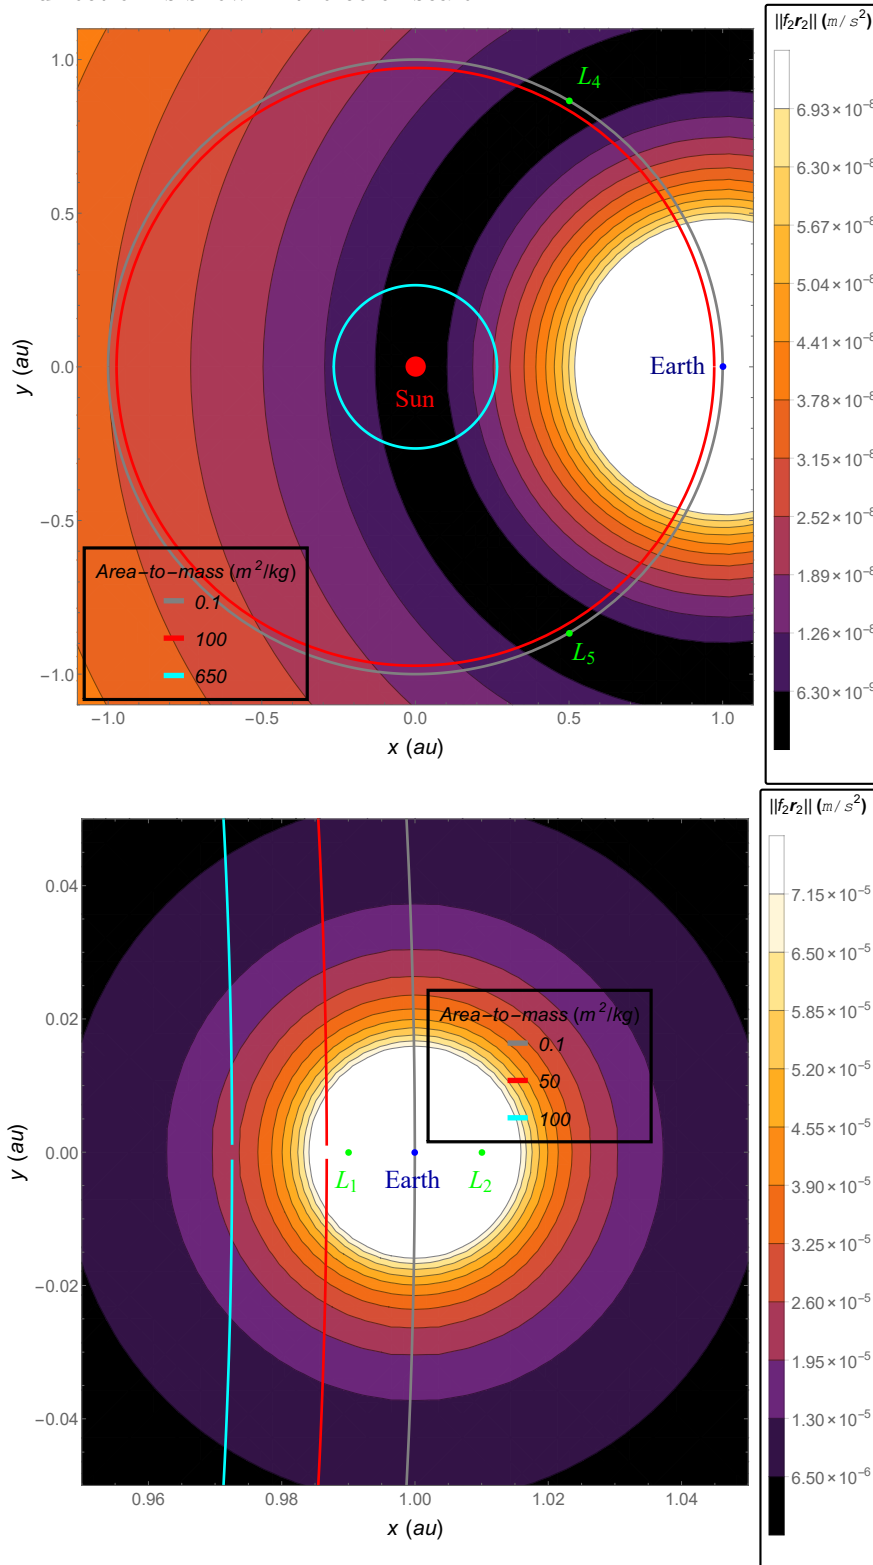 ||f₂r₂|| (m/s²)
1.0
0.5
0.0
−0.5
−1.0
y (au)
L₄
Earth
Sun
L₅
Area−to−mass (m²/kg)
0.1
100
650
−1.0 −0.5 0.0 0.5 1.0
x (au)
6.93×10⁻⁸
6.30×10⁻⁸
5.67×10⁻⁸
5.04×10⁻⁸
4.41×10⁻⁸
3.78×10⁻⁸
3.15×10⁻⁸
2.52×10⁻⁸
1.89×10⁻⁸
1.26×10⁻⁸
6.30×10⁻⁹
||f₂r₂|| (m/s²)
0.04
0.02
0.00
−0.02
−0.04
y (au)
Area−to−mass (m²/kg)
0.1
50
100
L₁ Earth L₂
0.96 0.98 1.00 1.02 1.04
x (au)
7.15×10⁻⁵
6.50×10⁻⁵
5.85×10⁻⁵
5.20×10⁻⁵
4.55×10⁻⁵
3.90×10⁻⁵
3.25×10⁻⁵
2.60×10⁻⁵
1.95×10⁻⁵
1.30×10⁻⁵
6.50×10⁻⁶